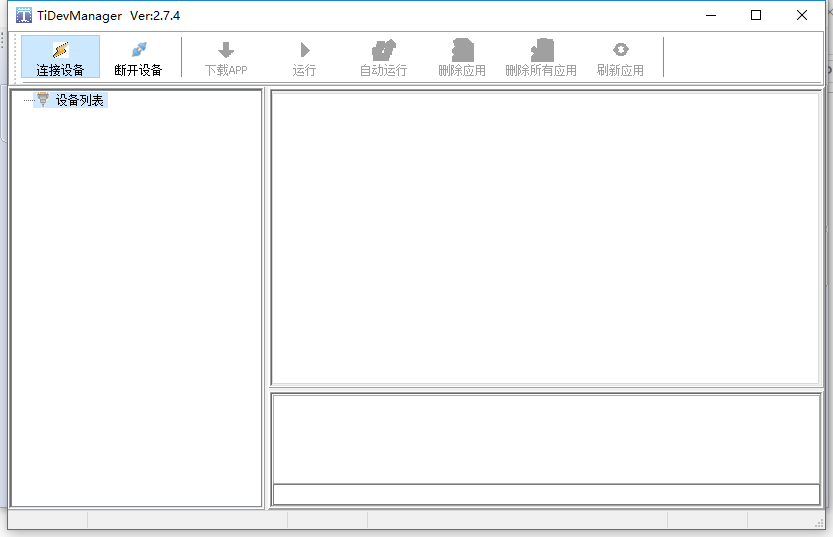 TiDevManager Ver:2.7.4
连接设备 断开设备 下载APP 运行 自动运行 删除应用 删除所有应用 刷新应用
设备列表